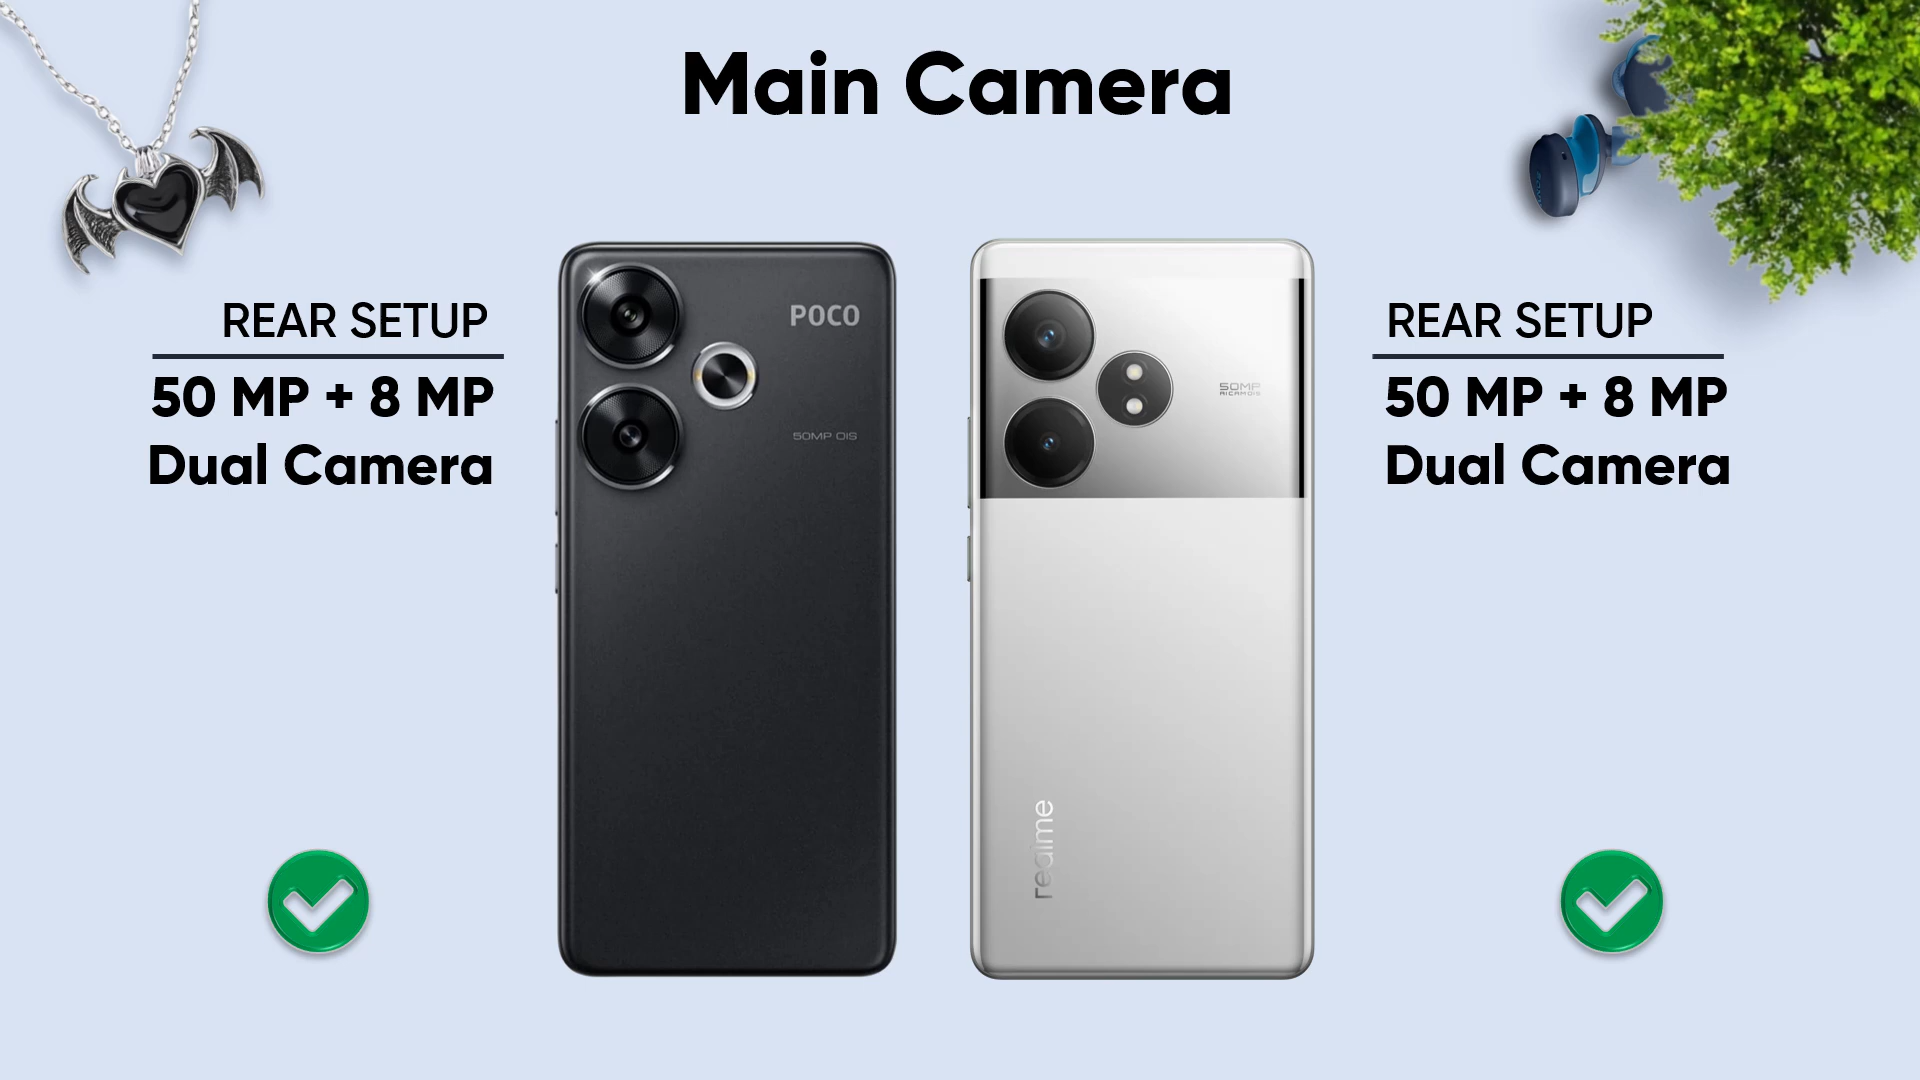 Main Camera
REAR SETUP
50 MP + 8 MP
Dual Camera
POCO
50MP OIS
50MP
realme
REAR SETUP
50 MP + 8 MP
Dual Camera